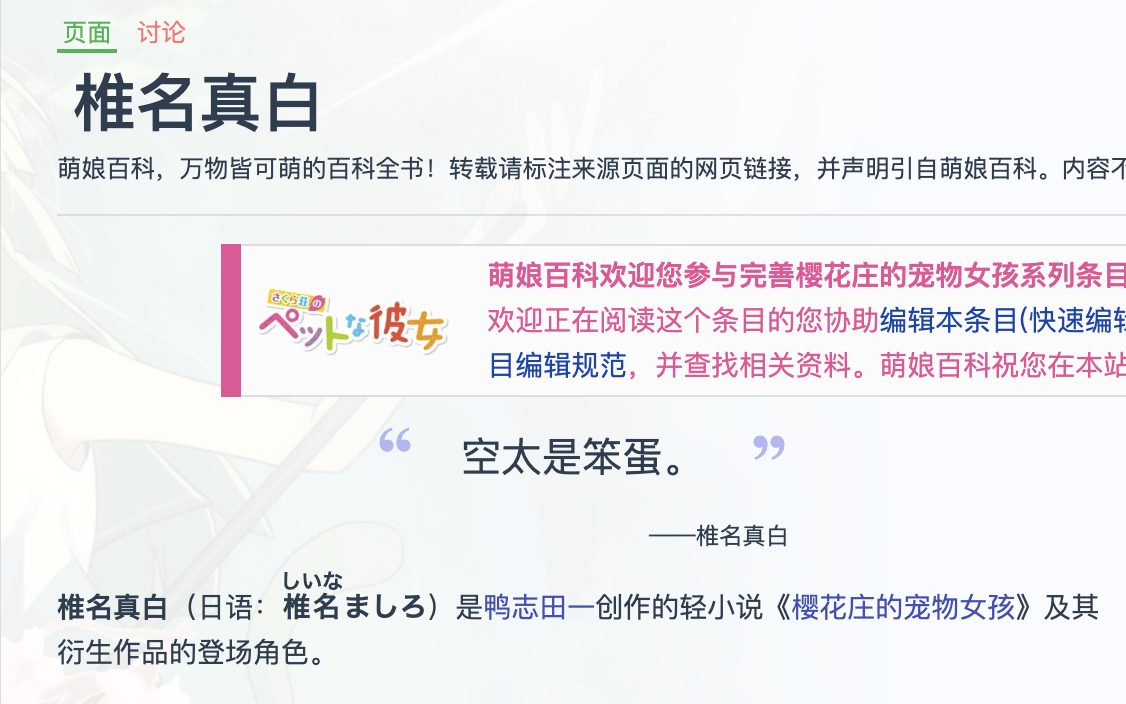 页面 讨论
椎名真白
萌娘百科，万物皆可萌的百科全书！转载请标注来源页面的网页链接，并声明引自萌娘百科。内容不
萌娘百科欢迎您参与完善樱花庄的宠物女孩系列条目
さくら荘の
ペットな彼女
欢迎正在阅读这个条目的您协助编辑本条目(快速编辑
目编辑规范，并查找相关资料。萌娘百科祝您在本站
“ 空太是笨蛋。 ”
——椎名真白
しいな
椎名真白（日语：椎名ましろ）是鸭志田一创作的轻小说《樱花庄的宠物女孩》及其
衍生作品的登场角色。